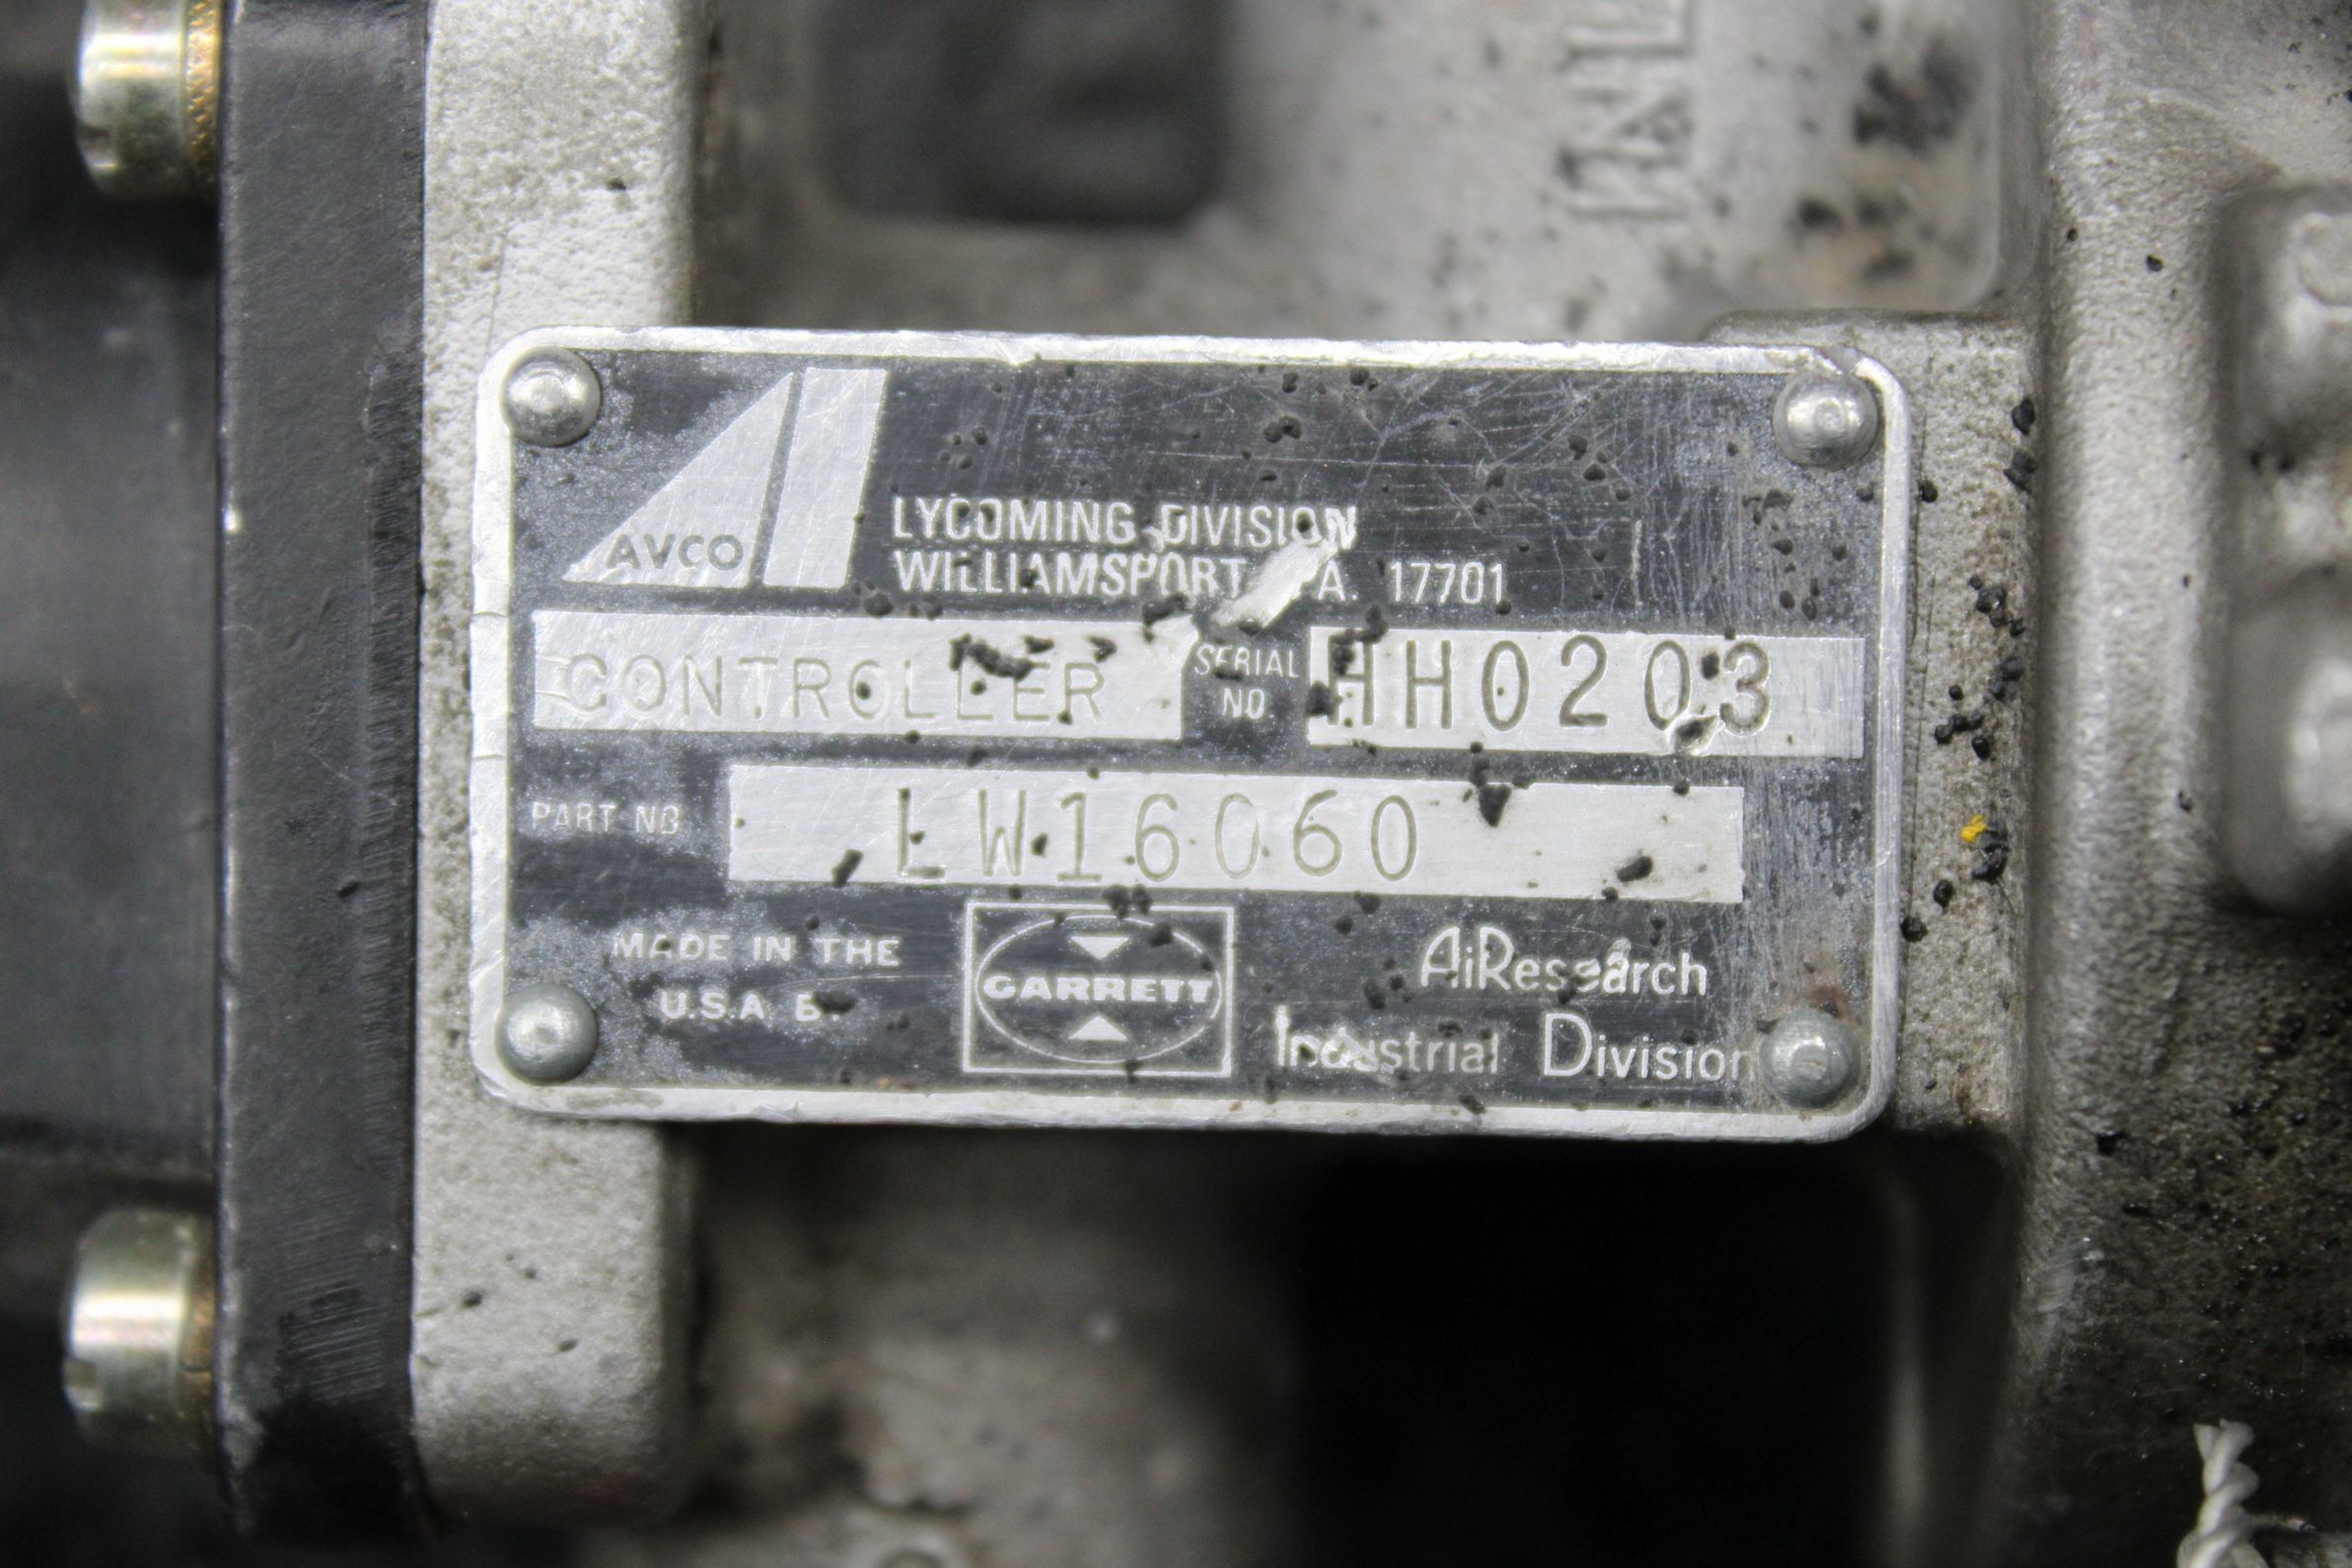 AVCO
LYCOMING DIVISION
WILLIAMSPORT, PA. 17701
CONTROLLER
SERIAL NO. HH0203
PART NO LW16060
MADE IN THE
U.S.A
GARRETT
AiResearch
Industrial Division